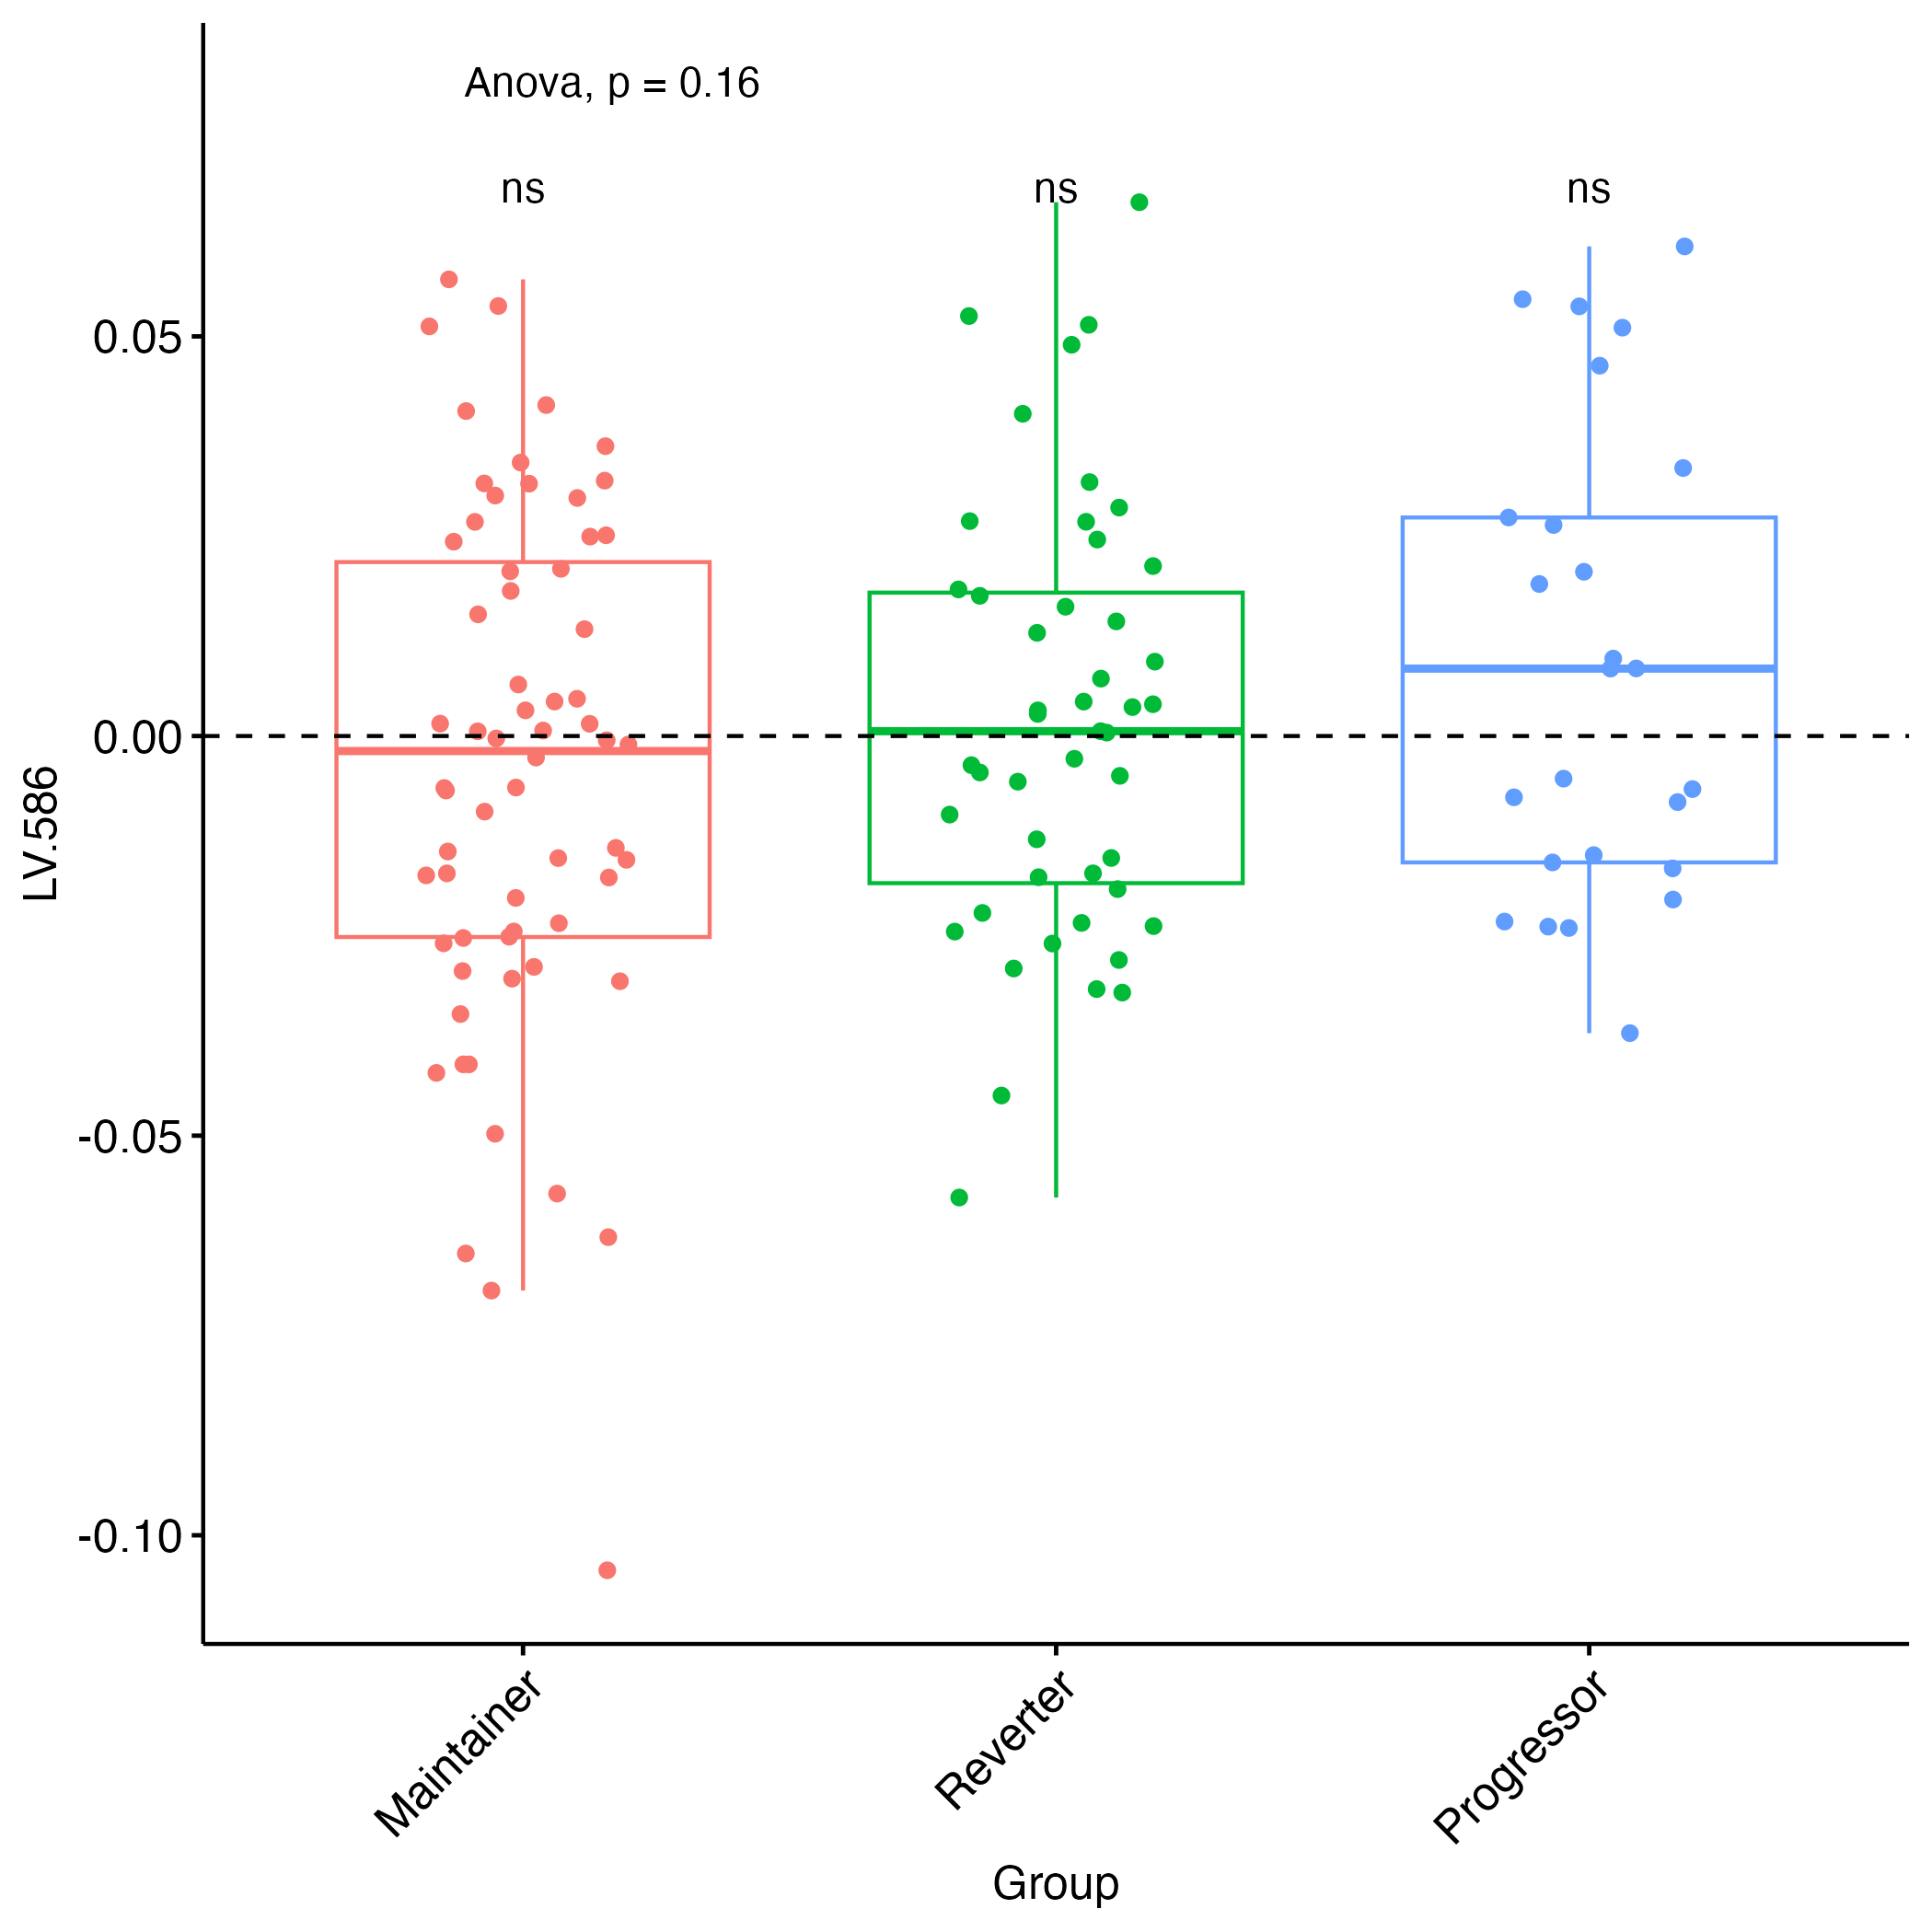 Anova, p = 0.16
ns ns ns
0.05
0.00
-0.05
-0.10
LV.586
Maintainer Reverter Progressor
Group